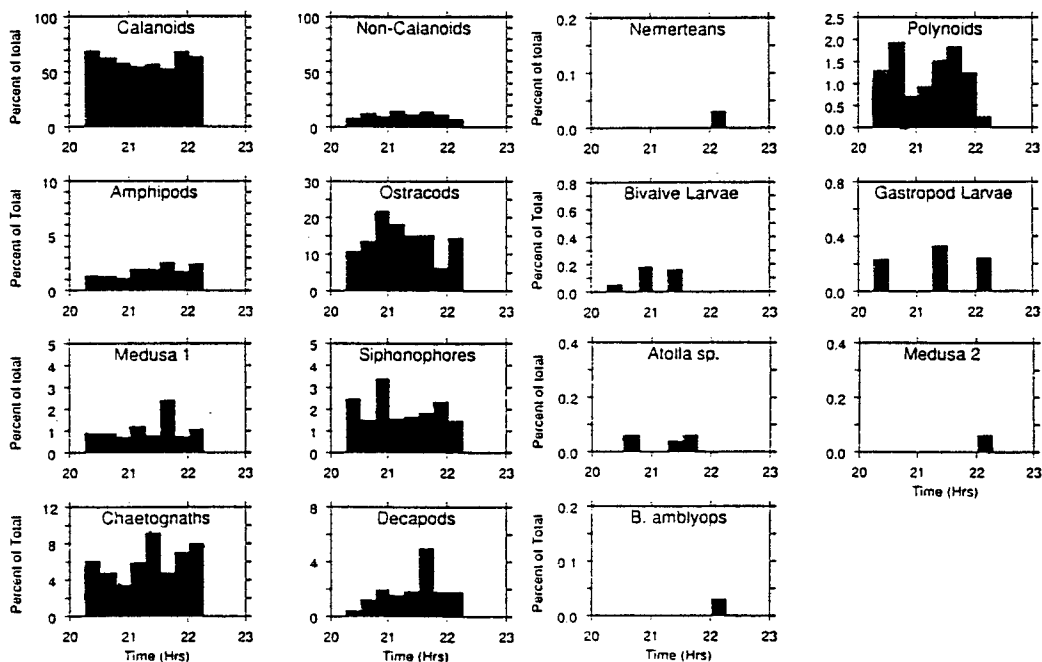 Calanoids
Percent of total
100
50
0
20 21 22 23
Non-Calanoids
100
50
0
20 21 22 23
Nemerteans
Percent of total
0.2
0.1
0.0
20 21 22 23
Polynoids
2.5
2.0
1.5
1.0
0.5
0.0
20 21 22 23
Amphipods
Percent of Total
10
5
0
20 21 22 23
Ostracods
30
20
10
0
20 21 22 23
Bivalve Larvae
Percent of Total
0.8
0.6
0.4
0.2
0.0
20 21 22 23
Gastropod Larvae
0.8
0.4
0.0
20 21 22 23
Medusa 1
Percent of total
5
4
3
2
1
0
20 21 22 23
Siphonophores
5
4
3
2
1
0
20 21 22 23
Atolla sp.
Percent of total
0.4
0.2
0.0
20 21 22 23
Medusa 2
0.4
0.2
0.0
20 21 22 23
Time (Hrs)
Chaetognaths
Percent of Total
12
8
4
0
20 21 22 23
Time (Hrs)
Decapods
8
4
2
0
20 21 22 23
Time (Hrs)
B. amblyops
Percent of Total
0.2
0.1
0.0
20 21 22 23
Time (Hrs)